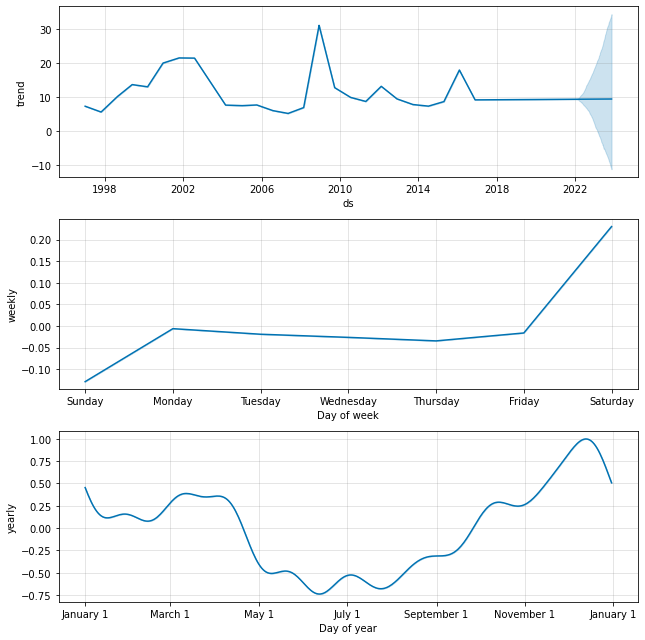 30
20
10
0
−10
trend
1998
2002
2006
2010
2014
2018
2022
ds
0.20
0.15
0.10
0.05
0.00
−0.05
−0.10
weekly
Sunday
Monday
Tuesday
Wednesday
Thursday
Friday
Saturday
Day of week
1.00
0.75
0.50
0.25
0.00
−0.25
−0.50
−0.75
yearly
January 1
March 1
May 1
July 1
September 1
November 1
January 1
Day of year